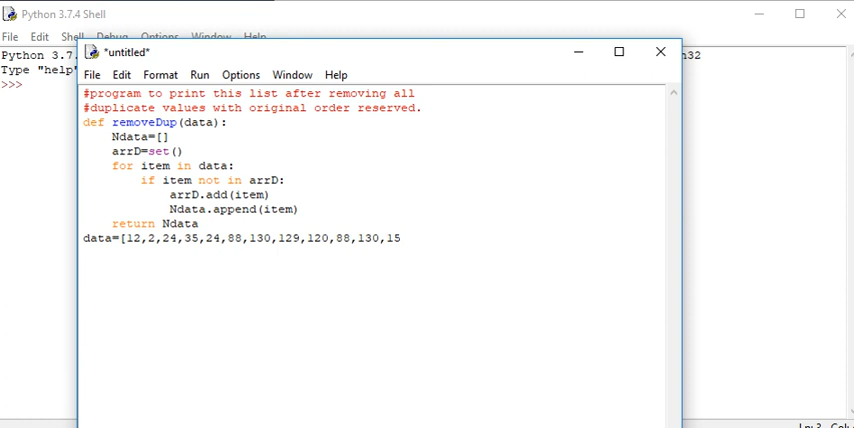 Python 3.7.4 Shell
File Edit Shell Debug Options Window Help
Python 3.7.
Type "help"
>>>
*untitled*
File Edit Format Run Options Window Help
#program to print this list after removing all
#duplicate values with original order reserved.
def removeDup(data):
    Ndata=[]
    arrD=set()
    for item in data:
        if item not in arrD:
            arrD.add(item)
            Ndata.append(item)
    return Ndata
data=[12,2,24,35,24,88,130,129,120,88,130,15